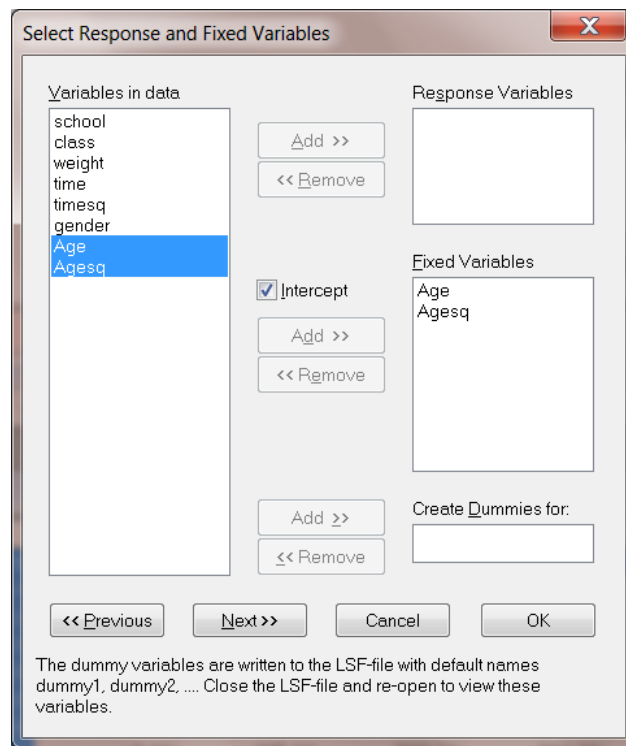 Select Response and Fixed Variables
X
Variables in data
school
class
weight
time
timesq
gender
Age
Agesq
Add >>
<< Remove
Response Variables
Intercept
Add >>
<< Remove
Fixed Variables
Age
Agesq
Add >>
<< Remove
Create Dummies for:
<< Previous
Next >>
Cancel
OK
The dummy variables are written to the LSF-file with default names
dummy1, dummy2, .... Close the LSF-file and re-open to view these
variables.